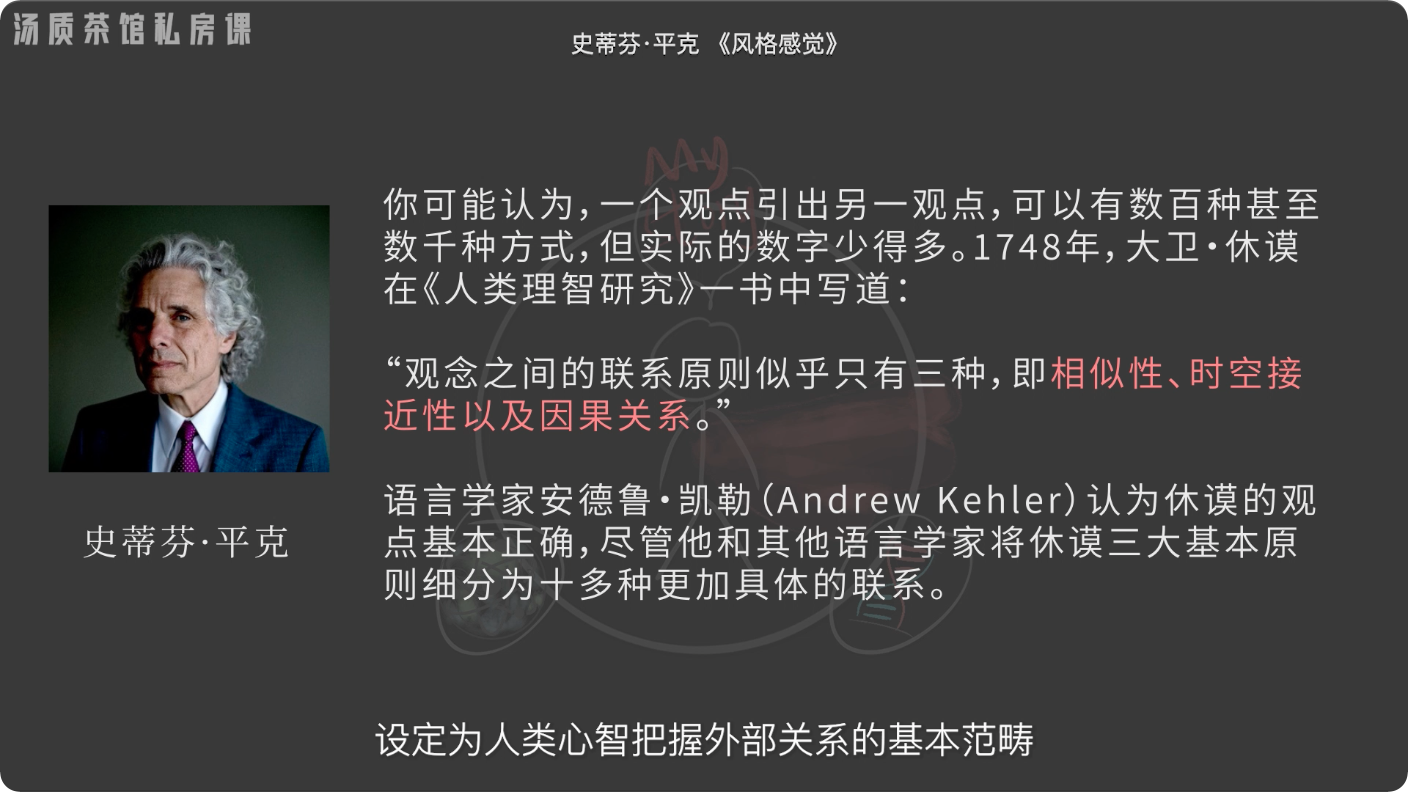 汤质茶馆私房课
史蒂芬·平克 《风格感觉》
你可能认为，一个观点引出另一观点，可以有数百种甚至
数千种方式，但实际的数字少得多。1748年，大卫·休谟
在《人类理智研究》一书中写道：
“观念之间的联系原则似乎只有三种，即相似性、时空接
近性以及因果关系。”
语言学家安德鲁·凯勒（Andrew Kehler）认为休谟的观
点基本正确，尽管他和其他语言学家将休谟三大基本原
则细分为十多种更加具体的联系。
史蒂芬·平克
设定为人类心智把握外部关系的基本范畴